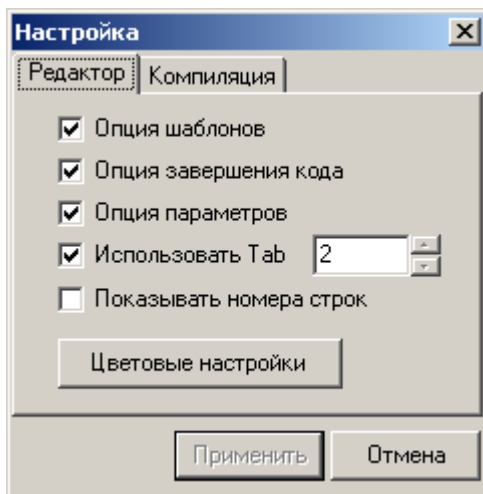 Настройка
Редактор Компиляция
Опция шаблонов
Опция завершения кода
Опция параметров
Использовать Tab 2
Показывать номера строк
Цветовые настройки
Применить Отмена